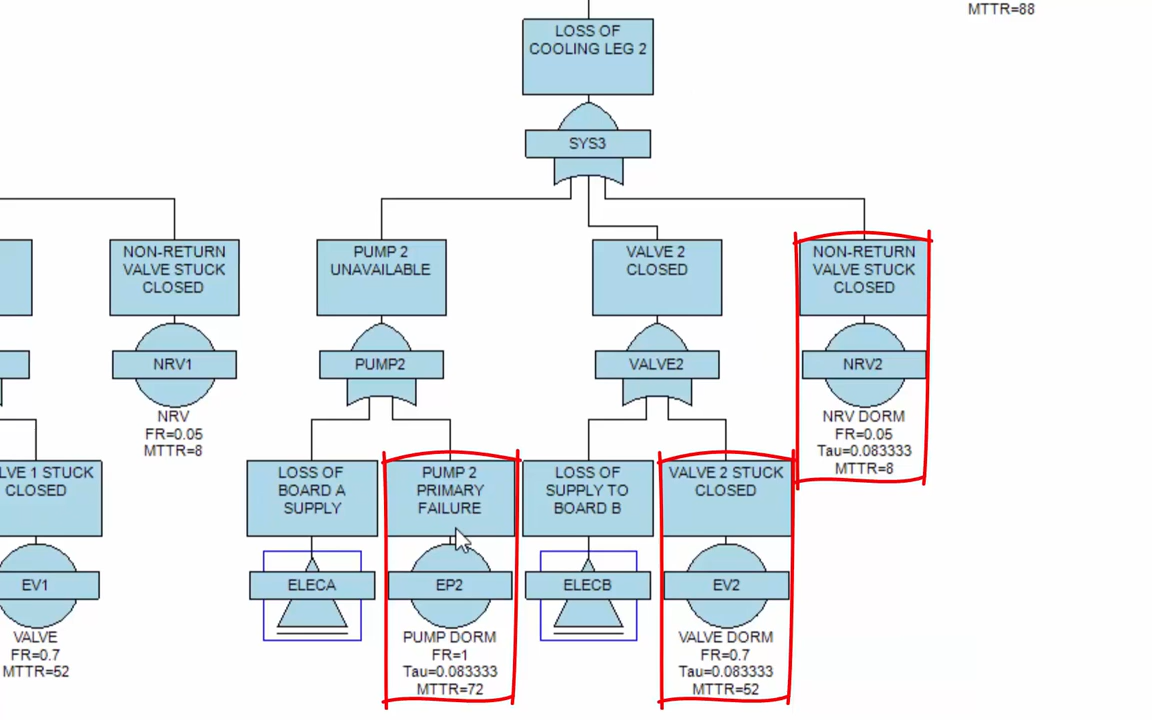 MTTR=88
LOSS OF
COOLING LEG 2
SYS3
NON-RETURN
VALVE STUCK
CLOSED
NRV1
NRV
FR=0.05
MTTR=8
PUMP 2
UNAVAILABLE
PUMP2
VALVE 2
CLOSED
VALVE2
NON-RETURN
VALVE STUCK
CLOSED
NRV2
NRV DORM
FR=0.05
Tau=0.083333
MTTR=8
LVE 1 STUCK
CLOSED
EV1
VALVE
FR=0.7
MTTR=52
LOSS OF
BOARD A
SUPPLY
ELECA
PUMP 2
PRIMARY
FAILURE
EP2
PUMP DORM
FR=1
Tau=0.083333
MTTR=72
LOSS OF
SUPPLY TO
BOARD B
ELECB
VALVE 2 STUCK
CLOSED
EV2
VALVE DORM
FR=0.7
Tau=0.083333
MTTR=52